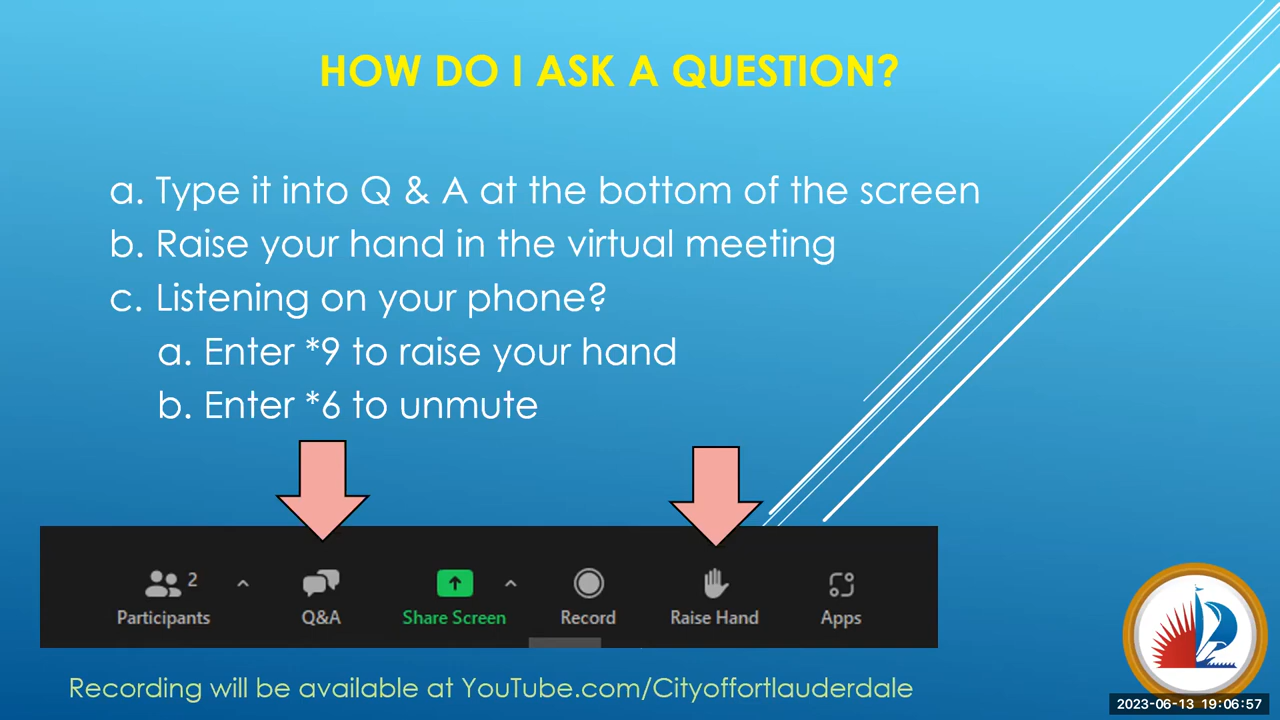 HOW DO I ASK A QUESTION?
a. Type it into Q & A at the bottom of the screen
b. Raise your hand in the virtual meeting
c. Listening on your phone?
a. Enter *9 to raise your hand
b. Enter *6 to unmute
2
Participants Q&A Share Screen Record Raise Hand Apps
Recording will be available at YouTube.com/Cityoffortlauderdale
2023-06-13 19:06:57